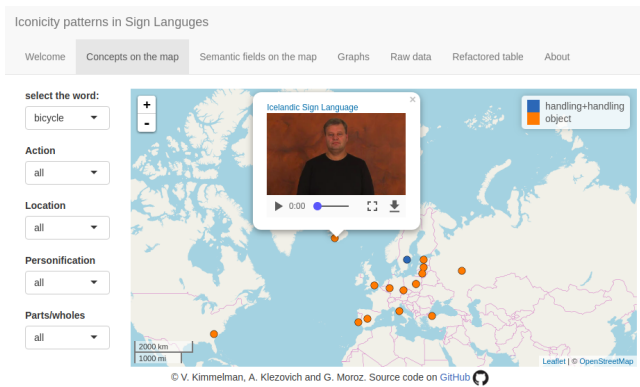 Iconicity patterns in Sign Languges
Welcome Concepts on the map Semantic fields on the map Graphs Raw data Refactored table About
select the word:
bicycle
Action
all
Location
all
Personification
all
Parts/wholes
all
+
-
Icelandic Sign Language
×
0:00
handling+handling
object
2000 km
1000 mi
Leaflet | © OpenStreetMap
© V. Kimmelman, A. Klezovich and G. Moroz. Source code on GitHub